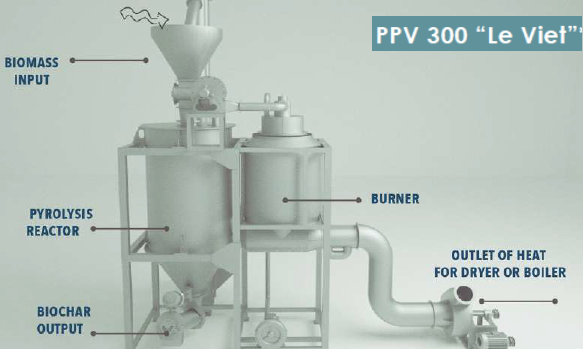 PPV 300 “Le Viet”
BIOMASS
INPUT
BURNER
PYROLYSIS
REACTOR
OUTLET OF HEAT
FOR DRYER OR BOILER
BIOCHAR
OUTPUT